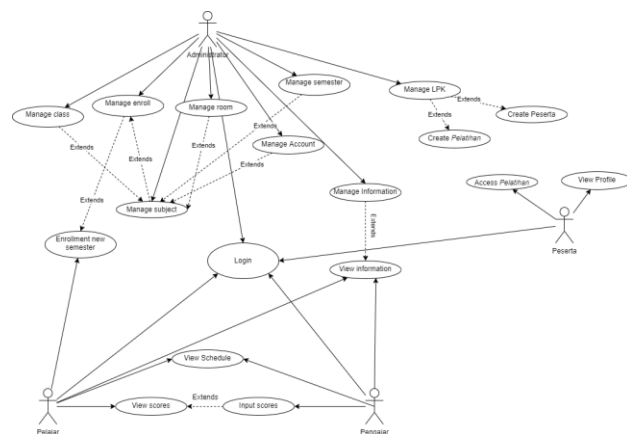 Administrator
Manage semester
Manage LPK
Manage class
Manage enroll
Manage room
Extends
Create Peserta
Extends
Extends
Create Pelatihan
Extends
Extends
Extends
Manage Account
Extends
Extends
Access Pelatihan
View Profile
Manage Information
Manage subject
Extends
Extends
Enrollment new
semester
Peserta
Login
View information
View Schedule
View scores
Extends
Input scores
Pelajar
Pengajar